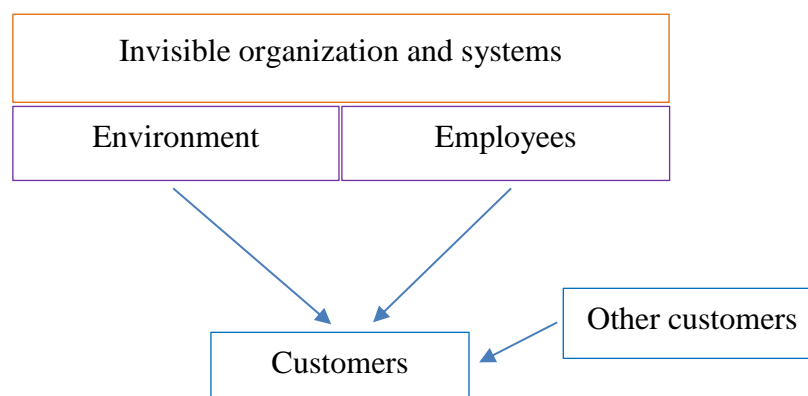 Invisible organization and systems
Environment
Employees
Other customers
Customers